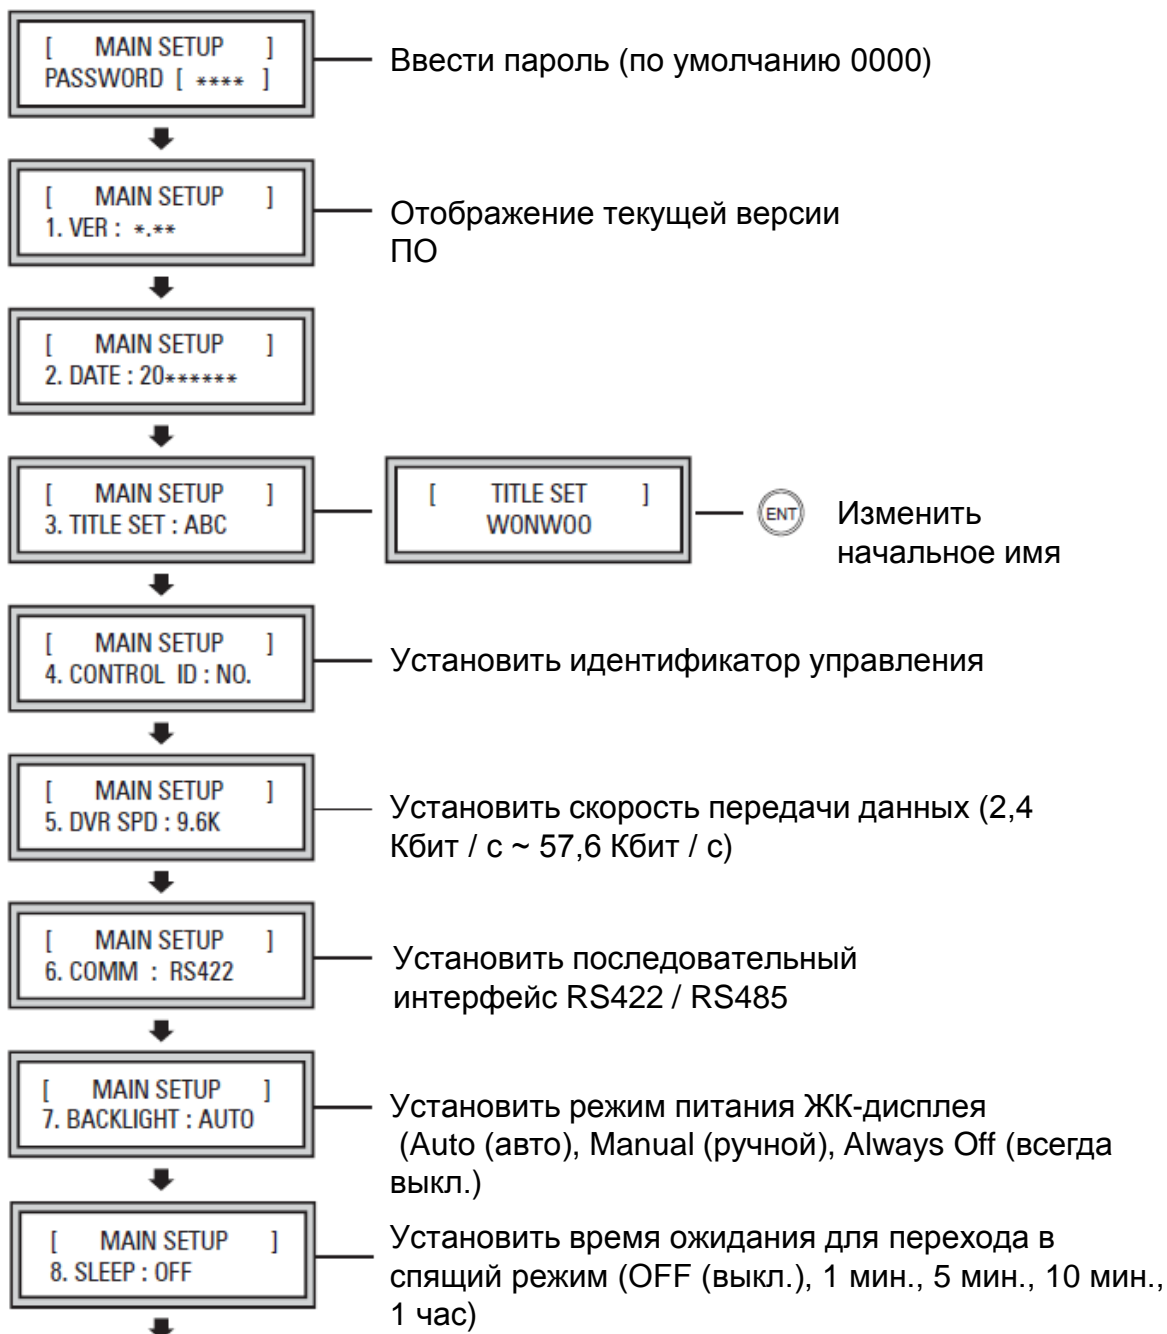 [ MAIN SETUP ]
PASSWORD [ **** ]
Ввести пароль (по умолчанию 0000)
[ MAIN SETUP ]
1. VER : *.**
Отображение текущей версии
ПО
[ MAIN SETUP ]
2. DATE : 20******
[ MAIN SETUP ]
3. TITLE SET : ABC
[ TITLE SET ]
WONWOO
ENT
Изменить
начальное имя
[ MAIN SETUP ]
4. CONTROL ID : NO.
Установить идентификатор управления
[ MAIN SETUP ]
5. DVR SPD : 9.6K
Установить скорость передачи данных (2,4
Кбит / с ~ 57,6 Кбит / с)
[ MAIN SETUP ]
6. COMM : RS422
Установить последовательный
интерфейс RS422 / RS485
[ MAIN SETUP ]
7. BACKLIGHT : AUTO
Установить режим питания ЖК-дисплея
(Auto (авто), Manual (ручной), Always Off (всегда
выкл.)
[ MAIN SETUP ]
8. SLEEP : OFF
Установить время ожидания для перехода в
спящий режим (OFF (выкл.), 1 мин., 5 мин., 10 мин.,
1 час)